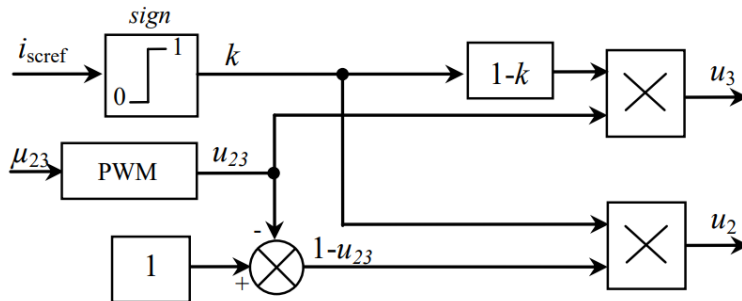 sign
i_scref
0
1
k
1-k
u_3
μ_23
PWM
u_23
-
1
+
1-u_23
u_2